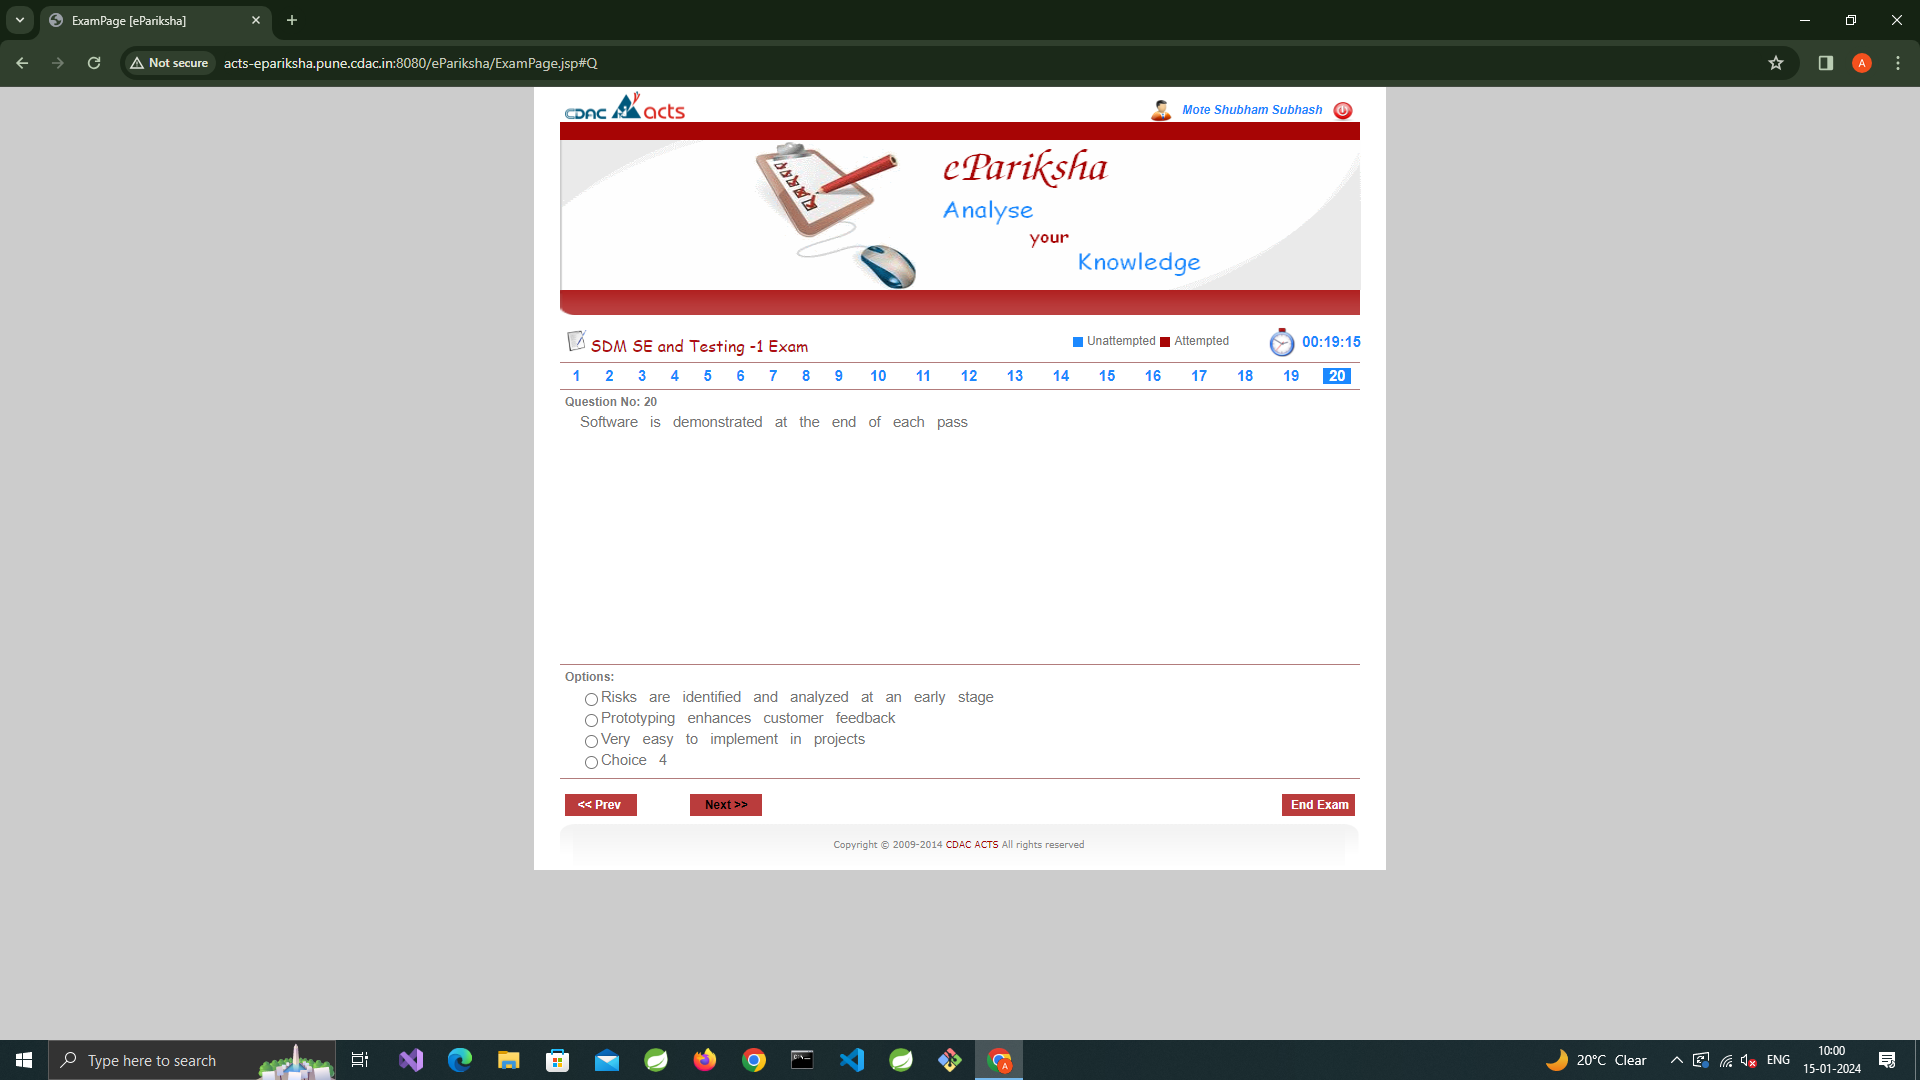 ExamPage [ePariksha]
Not secure acts-epariksha.pune.cdac.in:8080/ePariksha/ExamPage.jsp#Q
A
CDAC acts
Mote Shubham Subhash
ePariksha
Analyse
your
Knowledge
SDM SE and Testing -1 Exam
Unattempted Attempted
00:19:15
1 2 3 4 5 6 7 8 9 10 11 12 13 14 15 16 17 18 19 20
Question No: 20
Software is demonstrated at the end of each pass
Options:
Risks are identified and analyzed at an early stage
Prototyping enhances customer feedback
Very easy to implement in projects
Choice 4
<< Prev Next >> End Exam
Copyright © 2009-2014 CDAC ACTS All rights reserved
Type here to search
A
20°C Clear
ENG
10:00
15-01-2024